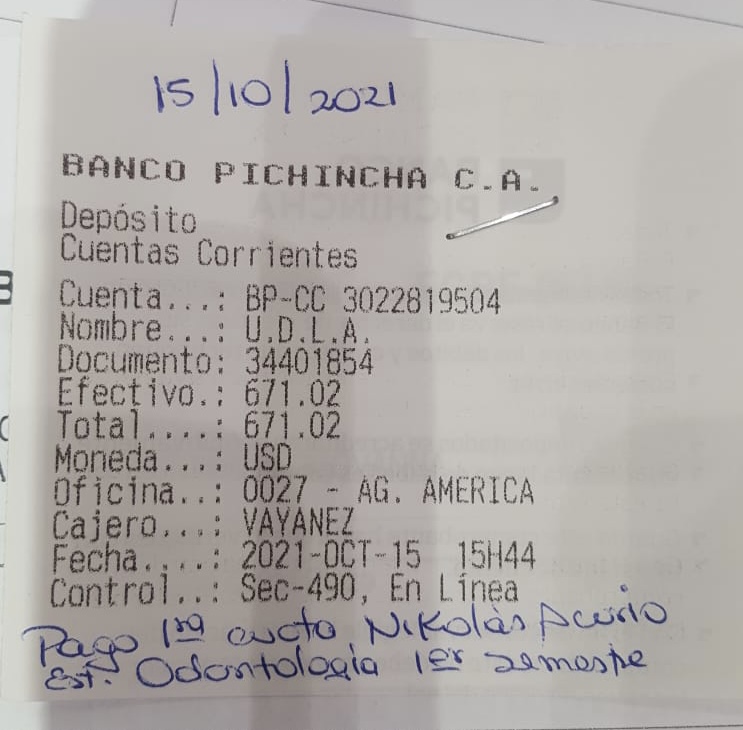 15/10/2021
BANCO PICHINCHA C.A.
Depósito
Cuentas Corrientes
Cuenta...: BP-CC 3022819504
Nombre...: U.D.L.A.
Documento: 34401854
Efectivo.: 671.02
Total....: 671.02
Moneda...: USD
Oficina..: 0027 - AG. AMERICA
Cajero...: VAYANEZ
Fecha....: 2021-OCT-15 15H44
Control..: Sec-490, En Línea
Pago 1ra cuota Nikolás Acurio
Est. Odontología 1er semestre